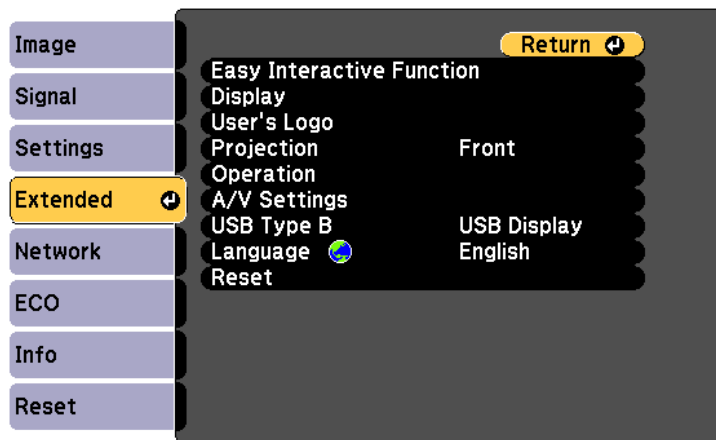 Image
Signal
Settings
Extended
Network
ECO
Info
Reset
Return
Easy Interactive Function
Display
User's Logo
Projection Front
Operation
A/V Settings
USB Type B USB Display
Language English
Reset